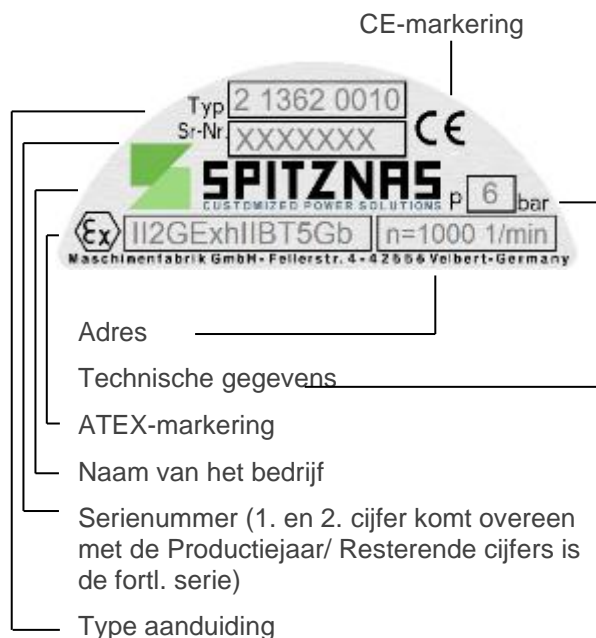 CE-markering
Typ 2 1362 0010
Sr-Nr. XXXXXXX CE
SPITZNAS
CUSTOMIZED POWER SOLUTIONS p 6 bar
Ex II2GExhIIBT5Gb n=1000 1/min
Maschinenfabrik GmbH-Fellerstr. 4-42555 Velbert-Germany
Adres
Technische gegevens
ATEX-markering
Naam van het bedrijf
Serienummer (1. en 2. cijfer komt overeen
met de Productiejaar/ Resterende cijfers is
de fortl. serie)
Type aanduiding